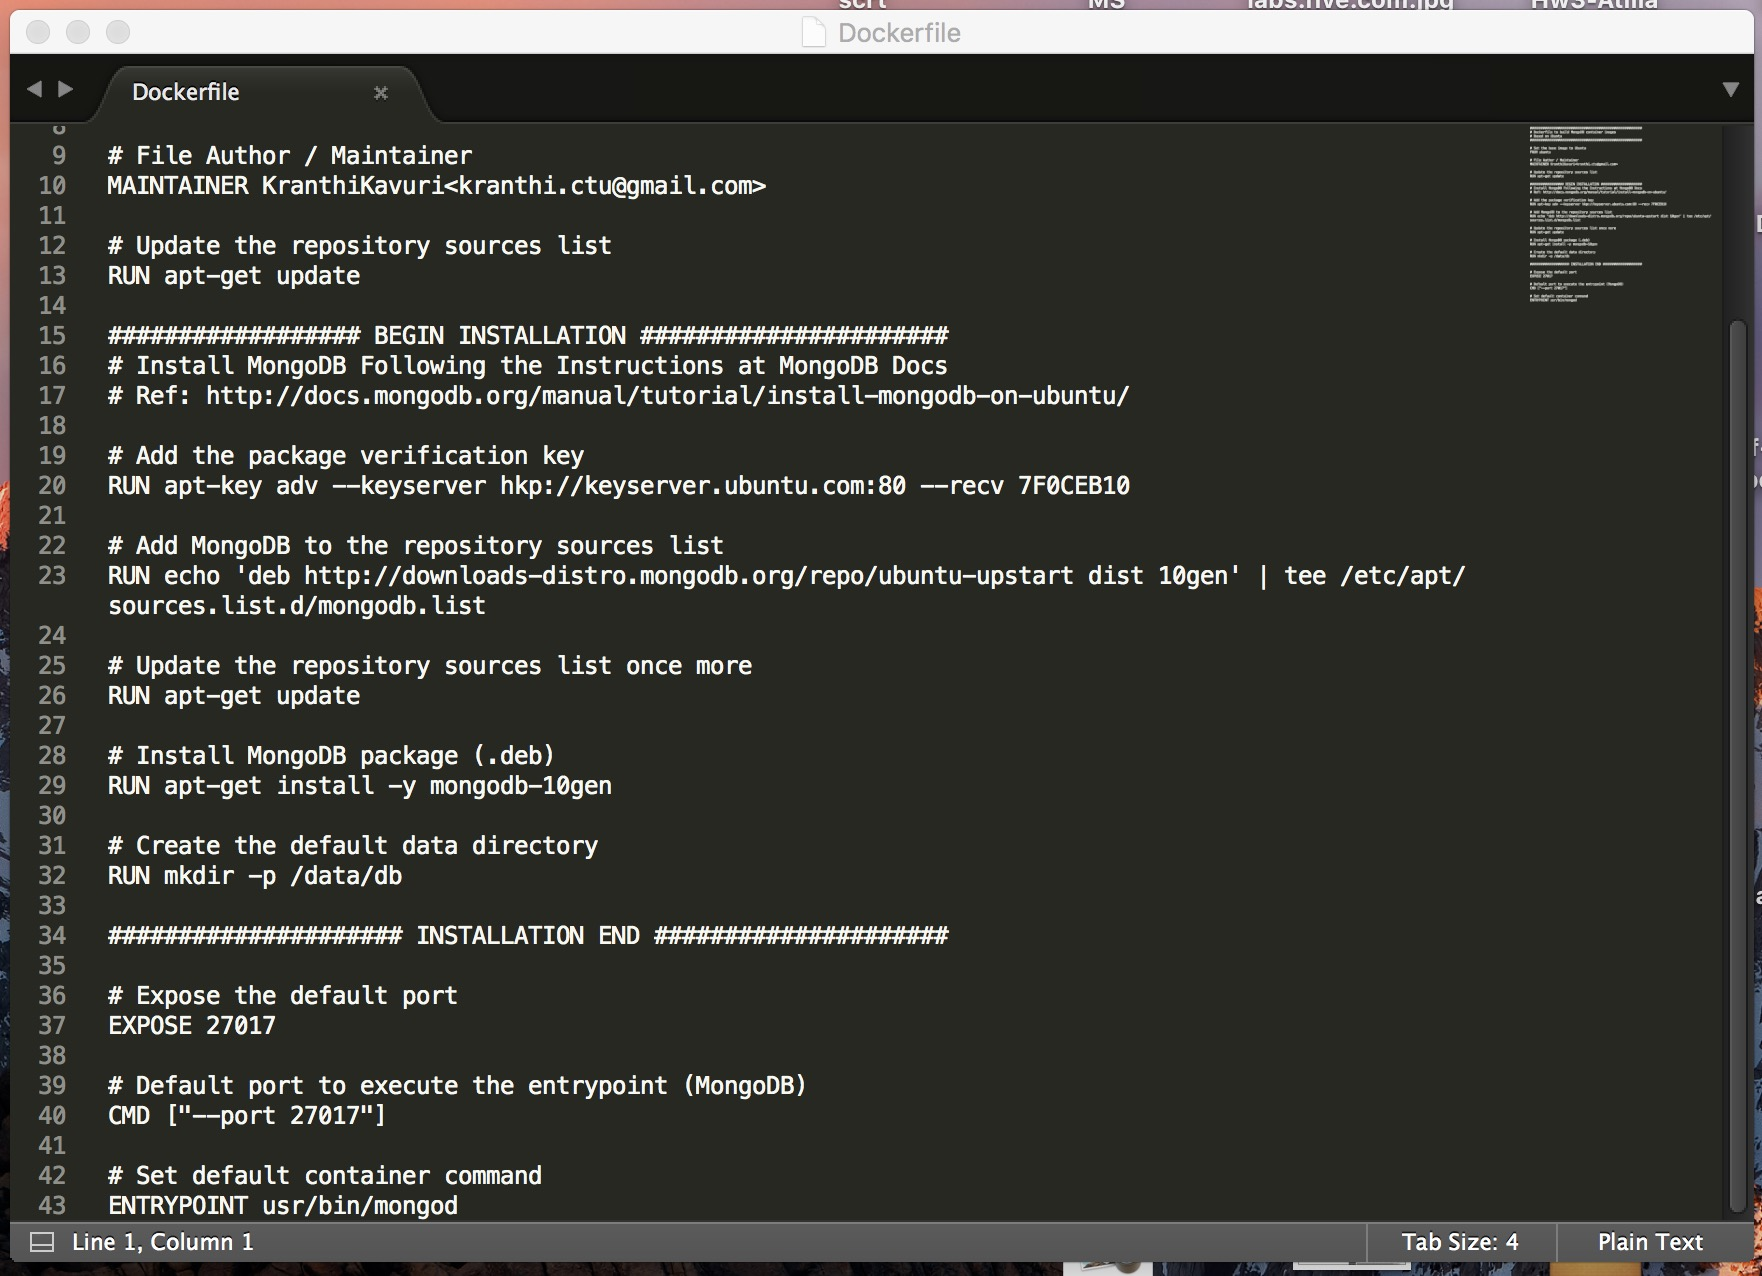 scrt MS labs.five.com.jpg HW3-Atma
Dockerfile
Dockerfile
8
9 # File Author / Maintainer
10 MAINTAINER KranthiKavuri<kranthi.ctu@gmail.com>
11
12 # Update the repository sources list
13 RUN apt-get update
14
15 ################## BEGIN INSTALLATION ######################
16 # Install MongoDB Following the Instructions at MongoDB Docs
17 # Ref: http://docs.mongodb.org/manual/tutorial/install-mongodb-on-ubuntu/
18
19 # Add the package verification key
20 RUN apt-key adv --keyserver hkp://keyserver.ubuntu.com:80 --recv 7F0CEB10
21
22 # Add MongoDB to the repository sources list
23 RUN echo 'deb http://downloads-distro.mongodb.org/repo/ubuntu-upstart dist 10gen' | tee /etc/apt/
sources.list.d/mongodb.list
24
25 # Update the repository sources list once more
26 RUN apt-get update
27
28 # Install MongoDB package (.deb)
29 RUN apt-get install -y mongodb-10gen
30
31 # Create the default data directory
32 RUN mkdir -p /data/db
33
34 ##################### INSTALLATION END #####################
35
36 # Expose the default port
37 EXPOSE 27017
38
39 # Default port to execute the entrypoint (MongoDB)
40 CMD ["--port 27017"]
41
42 # Set default container command
43 ENTRYPOINT usr/bin/mongod
Line 1, Column 1
Tab Size: 4
Plain Text